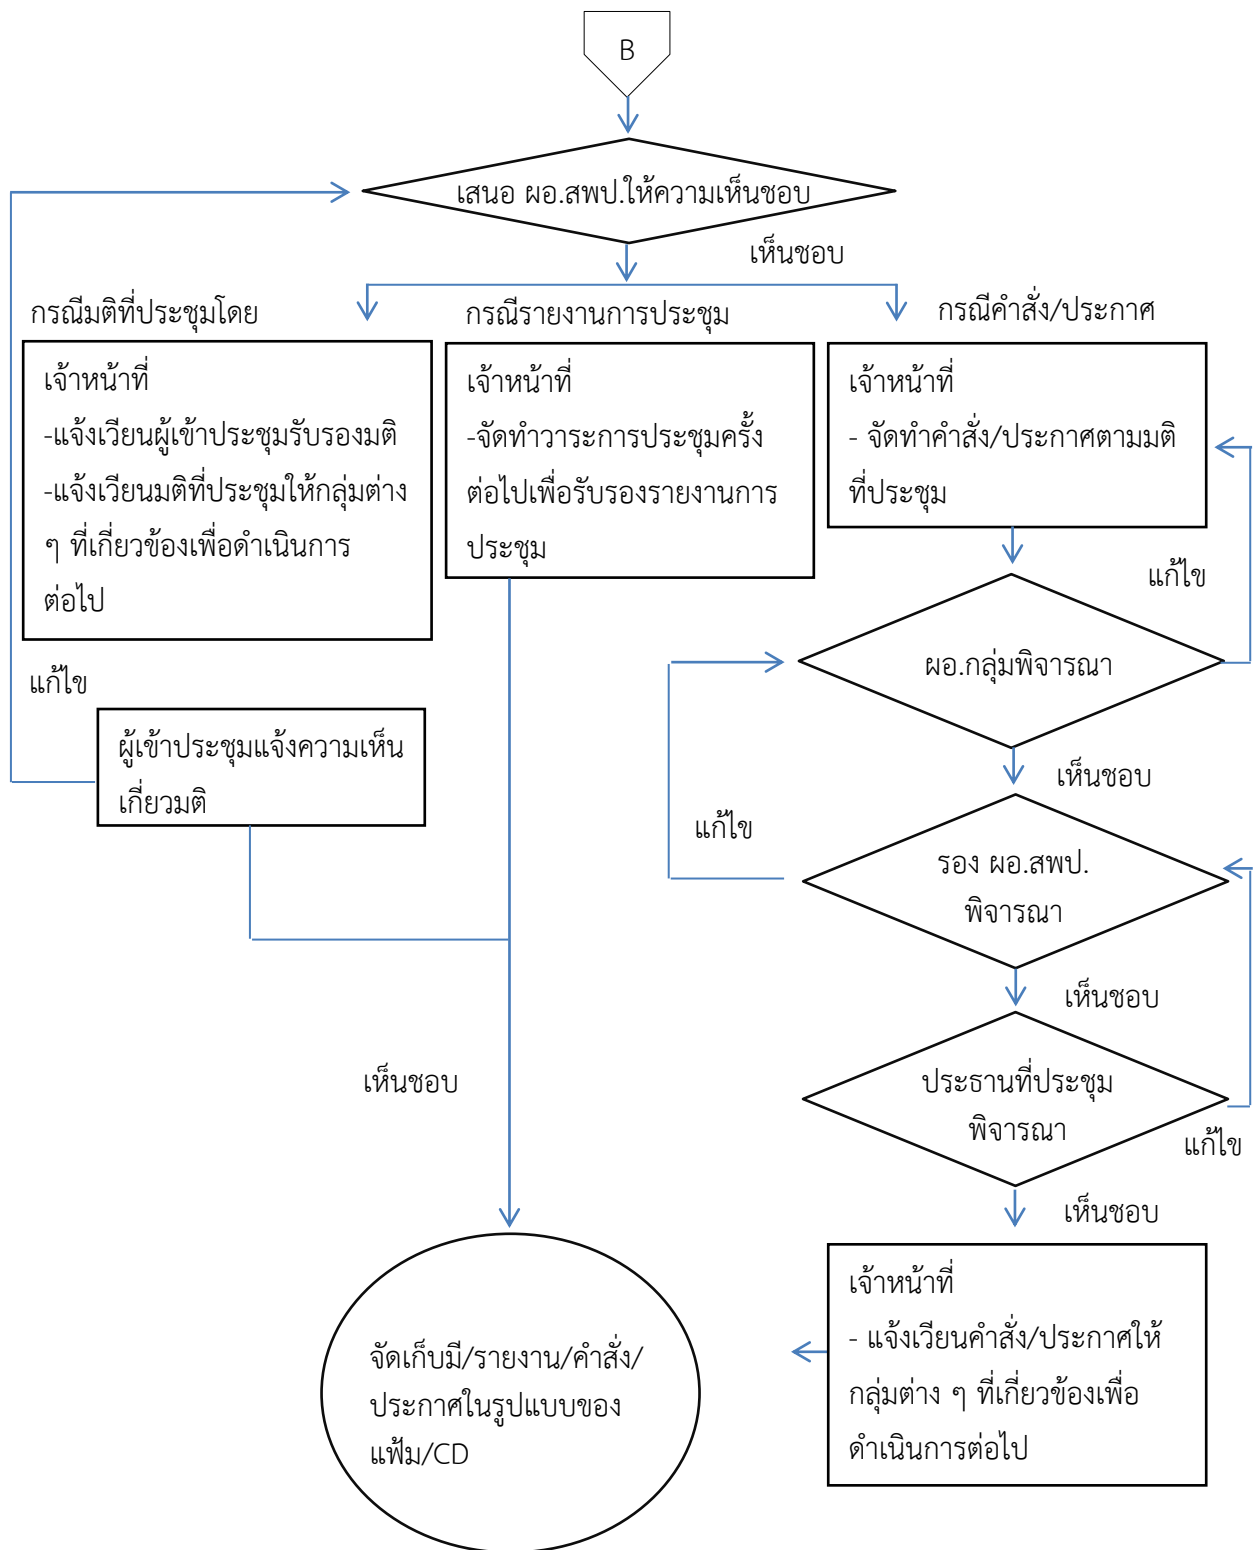 B
เสนอ ผอ.สพป.ให้ความเห็นชอบ
เห็นชอบ
กรณีมติที่ประชุมโดย
เจ้าหน้าที่
-แจ้งเวียนผู้เข้าประชุมรับรองมติ
-แจ้งเวียนมติที่ประชุมให้กลุ่มต่าง
ๆ ที่เกี่ยวข้องเพื่อดำเนินการ
ต่อไป
แก้ไข
ผู้เข้าประชุมแจ้งความเห็น
เกี่ยวมติ
กรณีรายงานการประชุม
เจ้าหน้าที่
-จัดทำวาระการประชุมครั้ง
ต่อไปเพื่อรับรองรายงานการ
ประชุม
เห็นชอบ
กรณีคำสั่ง/ประกาศ
เจ้าหน้าที่
- จัดทำคำสั่ง/ประกาศตามมติ
ที่ประชุม
แก้ไข
ผอ.กลุ่มพิจารณา
เห็นชอบ
แก้ไข
รอง ผอ.สพป.
พิจารณา
เห็นชอบ
ประธานที่ประชุม
พิจารณา
แก้ไข
เห็นชอบ
เจ้าหน้าที่
- แจ้งเวียนคำสั่ง/ประกาศให้
กลุ่มต่าง ๆ ที่เกี่ยวข้องเพื่อ
ดำเนินการต่อไป
จัดเก็บมี/รายงาน/คำสั่ง/
ประกาศในรูปแบบของ
แฟ้ม/CD